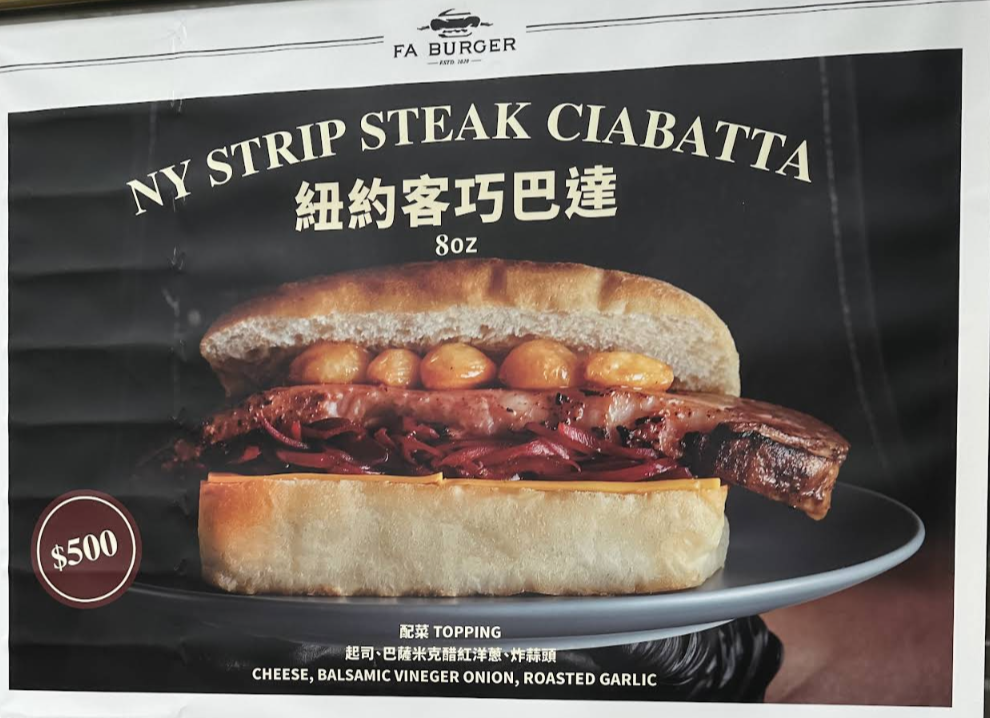 FA BURGER
NY STRIP STEAK CIABATTA
紐約客巧巴達
8oz
$500
配菜 TOPPING
起司、巴薩米克醋紅洋蔥、炸蒜頭
CHEESE, BALSAMIC VINEGER ONION, ROASTED GARLIC